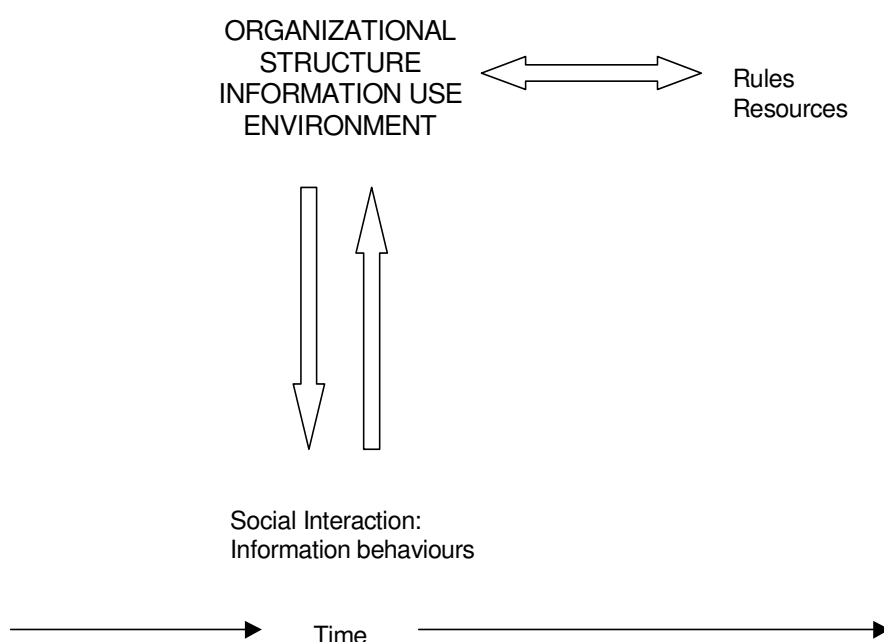 ORGANIZATIONAL
STRUCTURE
INFORMATION USE
ENVIRONMENT
Rules
Resources
Social Interaction:
Information behaviours
Time